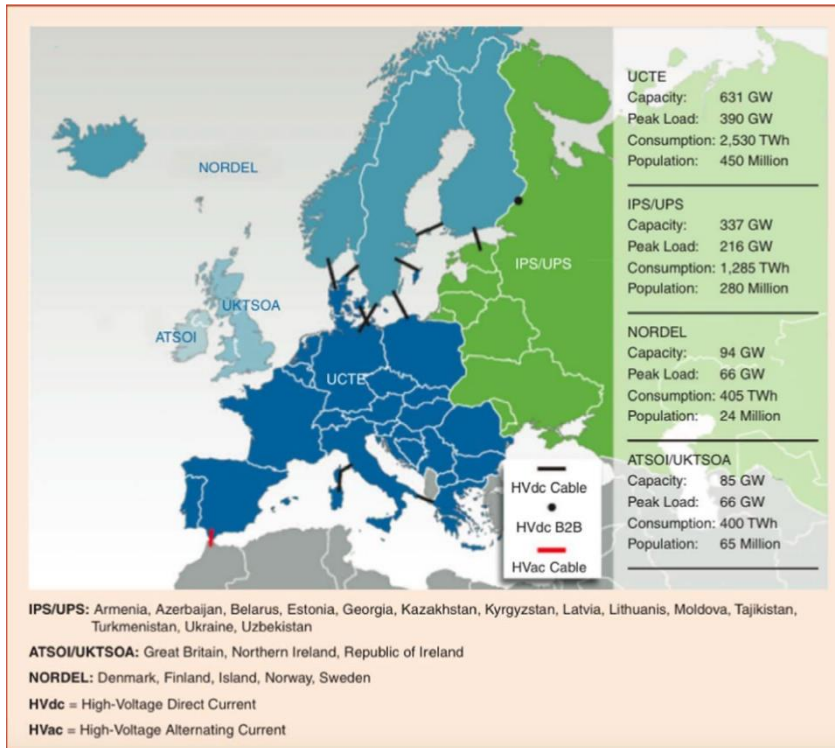 NORDEL
UKTSOA
ATSOI
UCTE
IPS/UPS
HVdc Cable
HVdc B2B
HVac Cable
UCTE
Capacity: 631 GW
Peak Load: 390 GW
Consumption: 2,530 TWh
Population: 450 Million
IPS/UPS
Capacity: 337 GW
Peak Load: 216 GW
Consumption: 1,285 TWh
Population: 280 Million
NORDEL
Capacity: 94 GW
Peak Load: 66 GW
Consumption: 405 TWh
Population: 24 Million
ATSOI/UKTSOA
Capacity: 85 GW
Peak Load: 66 GW
Consumption: 400 TWh
Population: 65 Million
IPS/UPS: Armenia, Azerbaijan, Belarus, Estonia, Georgia, Kazakhstan, Kyrgyzstan, Latvia, Lithuanis, Moldova, Tajikistan,
Turkmenistan, Ukraine, Uzbekistan
ATSOI/UKTSOA: Great Britain, Northern Ireland, Republic of Ireland
NORDEL: Denmark, Finland, Island, Norway, Sweden
HVdc = High-Voltage Direct Current
HVac = High-Voltage Alternating Current